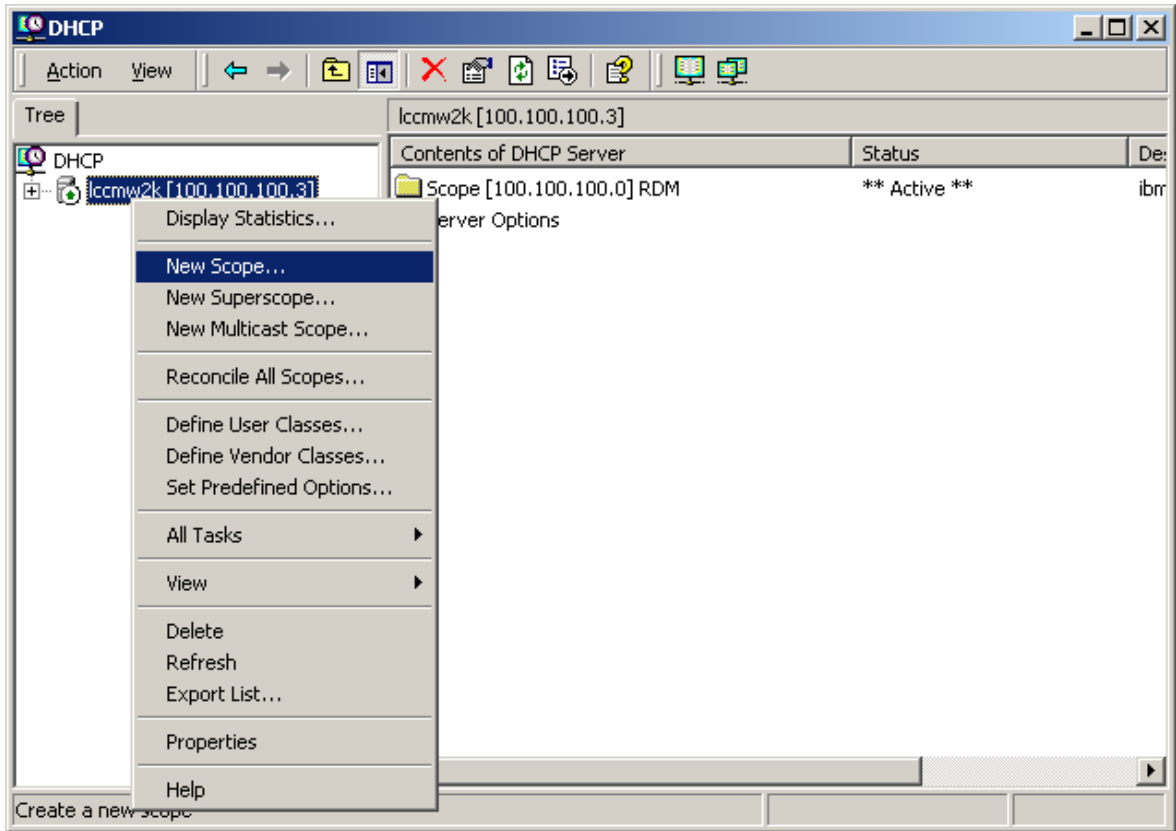 DHCP
Action View
Tree
lccmw2k [100.100.100.3]
Contents of DHCP Server Status Des
DHCP
lccmw2k [100.100.100.3]
Scope [100.100.100.0] RDM ** Active ** ibm
erver Options
Display Statistics...
New Scope...
New Superscope...
New Multicast Scope...
Reconcile All Scopes...
Define User Classes...
Define Vendor Classes...
Set Predefined Options...
All Tasks
View
Delete
Refresh
Export List...
Properties
Help
Create a new scope